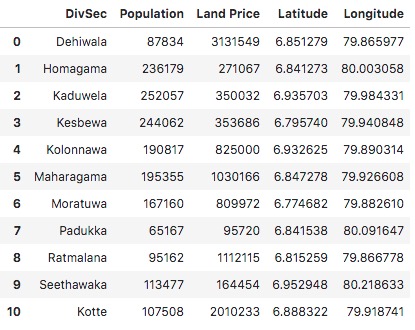 DivSec Population Land Price Latitude Longitude
0 Dehiwala 87834 3131549 6.851279 79.865977
1 Homagama 236179 271067 6.841273 80.003058
2 Kaduwela 252057 350032 6.935703 79.984331
3 Kesbewa 244062 353686 6.795740 79.940848
4 Kolonnawa 190817 825000 6.932625 79.890314
5 Maharagama 195355 1030166 6.847278 79.926608
6 Moratuwa 167160 809972 6.774682 79.882610
7 Padukka 65167 95720 6.841538 80.091647
8 Ratmalana 95162 1112115 6.815259 79.866778
9 Seethawaka 113477 164454 6.952948 80.218633
10 Kotte 107508 2010233 6.888322 79.918741